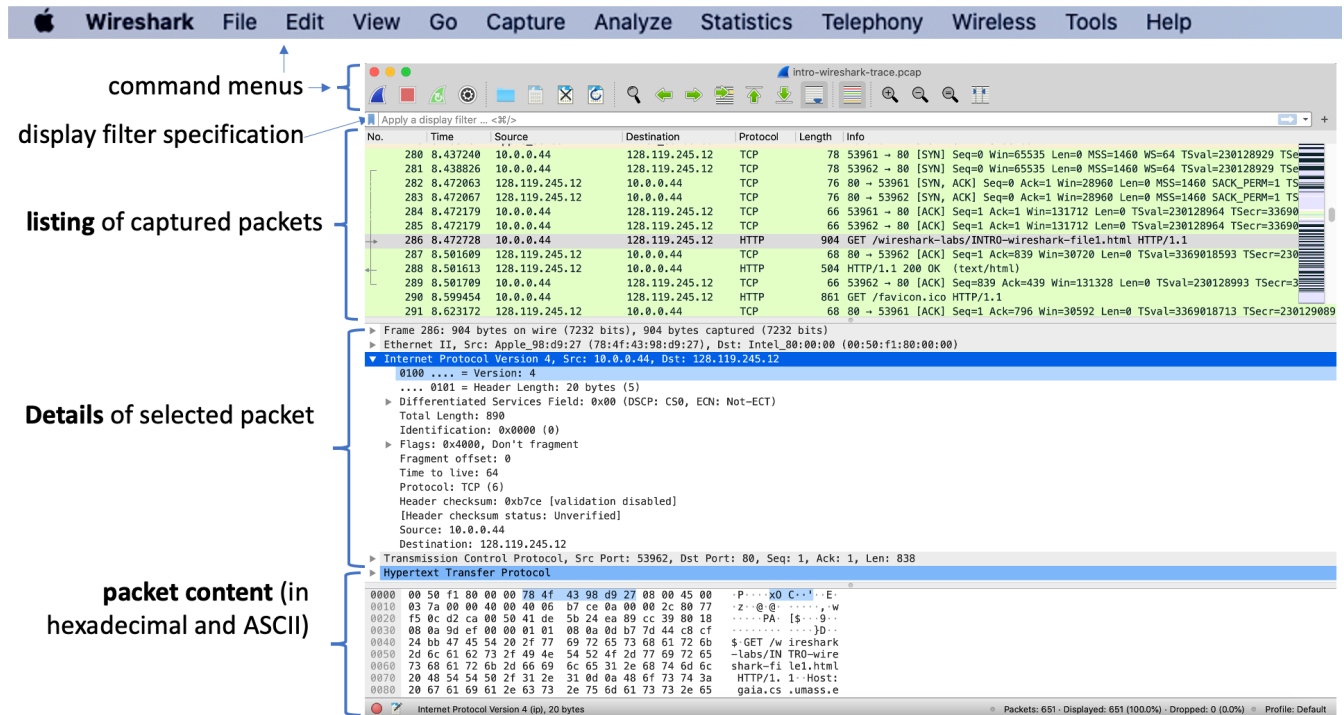 Wireshark File Edit View Go Capture Analyze Statistics Telephony Wireless Tools Help
command menus
intro-wireshark-trace.pcap
display filter specification
Apply a display filter ... <⌘/>
+
No. Time Source Destination Protocol Length Info
listing of captured packets
280 8.437240 10.0.0.44 128.119.245.12 TCP 78 53961 → 80 [SYN] Seq=0 Win=65535 Len=0 MSS=1460 WS=64 TSval=230128929 TSe
281 8.438826 10.0.0.44 128.119.245.12 TCP 78 53962 → 80 [SYN] Seq=0 Win=65535 Len=0 MSS=1460 WS=64 TSval=230128929 TSe
282 8.472063 128.119.245.12 10.0.0.44 TCP 76 80 → 53961 [SYN, ACK] Seq=0 Ack=1 Win=28960 Len=0 MSS=1460 SACK_PERM=1 TS
283 8.472067 128.119.245.12 10.0.0.44 TCP 76 80 → 53962 [SYN, ACK] Seq=0 Ack=1 Win=28960 Len=0 MSS=1460 SACK_PERM=1 TS
284 8.472179 10.0.0.44 128.119.245.12 TCP 66 53961 → 80 [ACK] Seq=1 Ack=1 Win=131712 Len=0 TSval=230128964 TSecr=33690
285 8.472179 10.0.0.44 128.119.245.12 TCP 66 53962 → 80 [ACK] Seq=1 Ack=1 Win=131712 Len=0 TSval=230128964 TSecr=33690
286 8.472728 10.0.0.44 128.119.245.12 HTTP 904 GET /wireshark-labs/INTRO-wireshark-file1.html HTTP/1.1
287 8.501609 128.119.245.12 10.0.0.44 TCP 68 80 → 53962 [ACK] Seq=1 Ack=839 Win=30720 Len=0 TSval=3369018593 TSecr=230
288 8.501613 128.119.245.12 10.0.0.44 HTTP 504 HTTP/1.1 200 OK (text/html)
289 8.501709 10.0.0.44 128.119.245.12 TCP 66 53962 → 80 [ACK] Seq=839 Ack=439 Win=131328 Len=0 TSval=230128993 TSecr=3
290 8.599454 10.0.0.44 128.119.245.12 HTTP 861 GET /favicon.ico HTTP/1.1
291 8.623172 128.119.245.12 10.0.0.44 TCP 68 80 → 53961 [ACK] Seq=1 Ack=796 Win=30592 Len=0 TSval=3369018713 TSecr=230129089
Details of selected packet
Frame 286: 904 bytes on wire (7232 bits), 904 bytes captured (7232 bits)
Ethernet II, Src: Apple_98:d9:27 (78:4f:43:98:d9:27), Dst: Intel_80:00:00 (00:50:f1:80:00:00)
Internet Protocol Version 4, Src: 10.0.0.44, Dst: 128.119.245.12
0100 .... = Version: 4
.... 0101 = Header Length: 20 bytes (5)
Differentiated Services Field: 0x00 (DSCP: CS0, ECN: Not-ECT)
Total Length: 890
Identification: 0x0000 (0)
Flags: 0x4000, Don't fragment
Fragment offset: 0
Time to live: 64
Protocol: TCP (6)
Header checksum: 0xb7ce [validation disabled]
[Header checksum status: Unverified]
Source: 10.0.0.44
Destination: 128.119.245.12
Transmission Control Protocol, Src Port: 53962, Dst Port: 80, Seq: 1, Ack: 1, Len: 838
Hypertext Transfer Protocol
packet content (in
hexadecimal and ASCII)
0000 00 50 f1 80 00 00 78 4f 43 98 d9 27 08 00 45 00 ·P····xO C··'··E·
0010 03 7a 00 00 40 00 40 06 b7 ce 0a 00 00 2c 80 77 ·z··@·@· ·····,·w
0020 f5 0c d2 ca 00 50 41 de 5b 24 ea 89 cc 39 80 18 ·····PA· [$···9··
0030 08 0a 9d ef 00 00 01 01 08 0a 0d b7 7d 44 c8 cf ········ ····}D··
0040 24 bb 47 45 54 20 2f 77 69 72 65 73 68 61 72 6b $·GET /w ireshark
0050 2d 6c 61 62 73 2f 49 4e 54 52 4f 2d 77 69 72 65 -labs/IN TRO-wire
0060 73 68 61 72 6b 2d 66 69 6c 65 31 2e 68 74 6d 6c shark-fi le1.html
0070 20 48 54 54 50 2f 31 2e 31 0d 0a 48 6f 73 74 3a HTTP/1. 1··Host:
0080 20 67 61 69 61 2e 63 73 2e 75 6d 61 73 73 2e 65 gaia.cs .umass.e
Internet Protocol Version 4 (ip), 20 bytes Packets: 651 · Displayed: 651 (100.0%) · Dropped: 0 (0.0%) Profile: Default